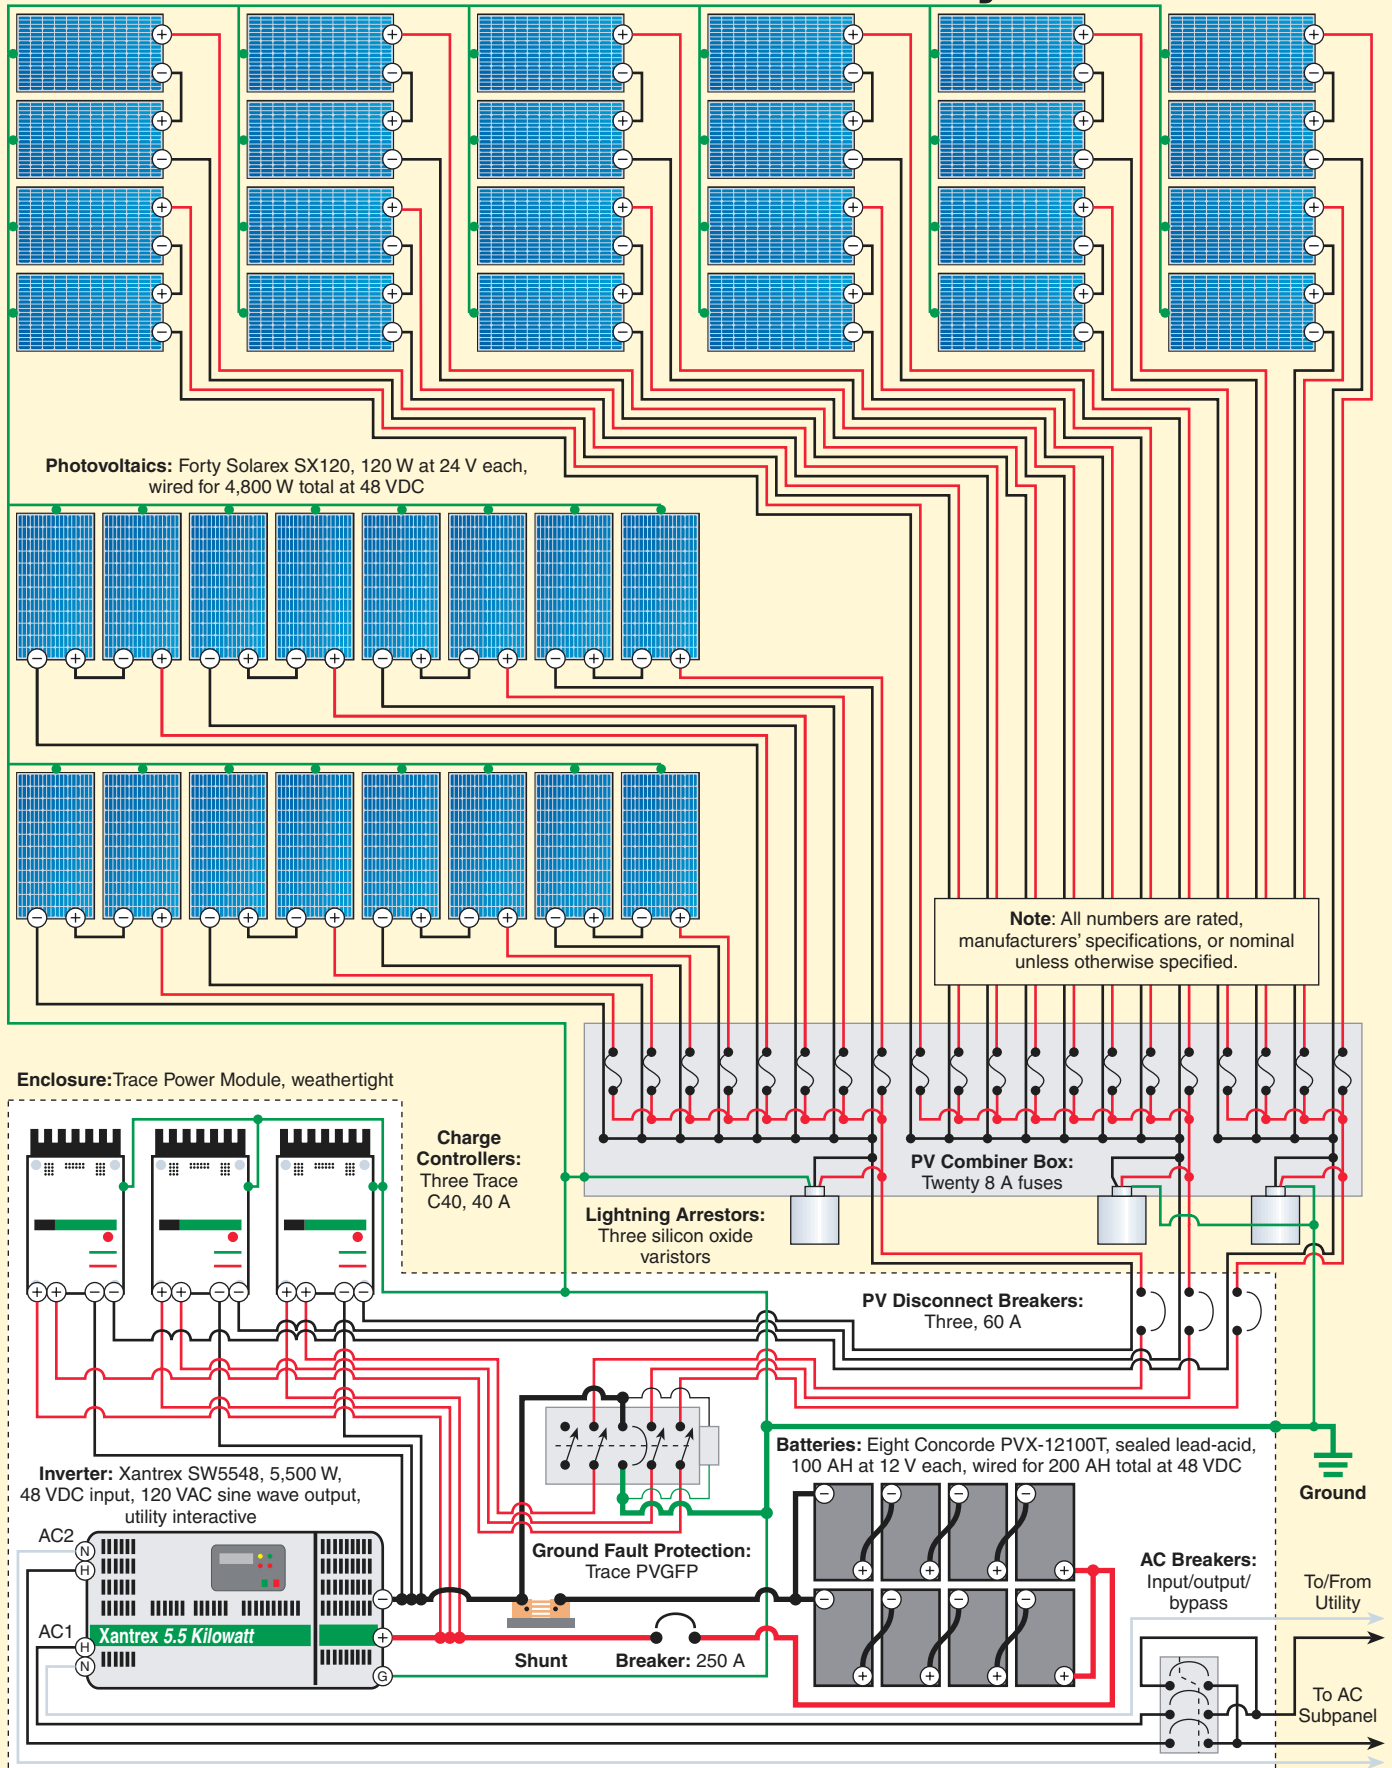 Photovoltaics: Forty Solarex SX120, 120 W at 24 V each,
wired for 4,800 W total at 48 VDC
Note: All numbers are rated,
manufacturers' specifications, or nominal
unless otherwise specified.
Enclosure: Trace Power Module, weathertight
Charge
Controllers:
Three Trace
C40, 40 A
PV Combiner Box:
Twenty 8 A fuses
Lightning Arrestors:
Three silicon oxide
varistors
PV Disconnect Breakers:
Three, 60 A
Batteries: Eight Concorde PVX-12100T, sealed lead-acid,
100 AH at 12 V each, wired for 200 AH total at 48 VDC
Ground
Inverter: Xantrex SW5548, 5,500 W,
48 VDC input, 120 VAC sine wave output,
utility interactive
Ground Fault Protection:
Trace PVGFP
AC2
N
H
AC1
H
N
Xantrex 5.5 Kilowatt
G
Shunt
Breaker: 250 A
AC Breakers:
Input/output/
bypass
To/From
Utility
To AC
Subpanel